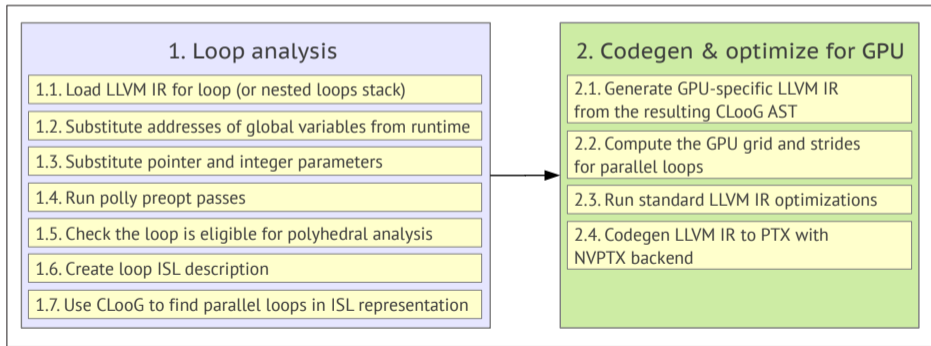 1. Loop analysis
1.1. Load LLVM IR for loop (or nested loops stack)
1.2. Substitute addresses of global variables from runtime
1.3. Substitute pointer and integer parameters
1.4. Run polly preopt passes
1.5. Check the loop is eligible for polyhedral analysis
1.6. Create loop ISL description
1.7. Use CLooG to find parallel loops in ISL representation
2. Codegen & optimize for GPU
2.1. Generate GPU-specific LLVM IR
from the resulting CLooG AST
2.2. Compute the GPU grid and strides
for parallel loops
2.3. Run standard LLVM IR optimizations
2.4. Codegen LLVM IR to PTX with
NVPTX backend